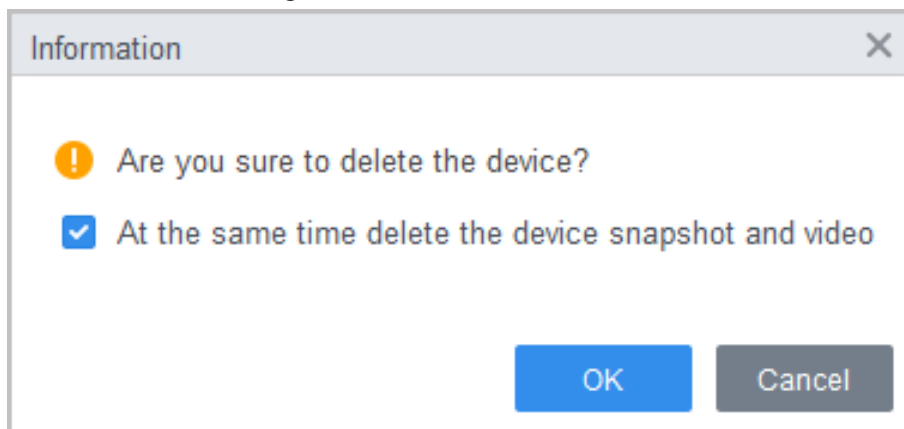 Information
Are you sure to delete the device?
At the same time delete the device snapshot and video
OK
Cancel